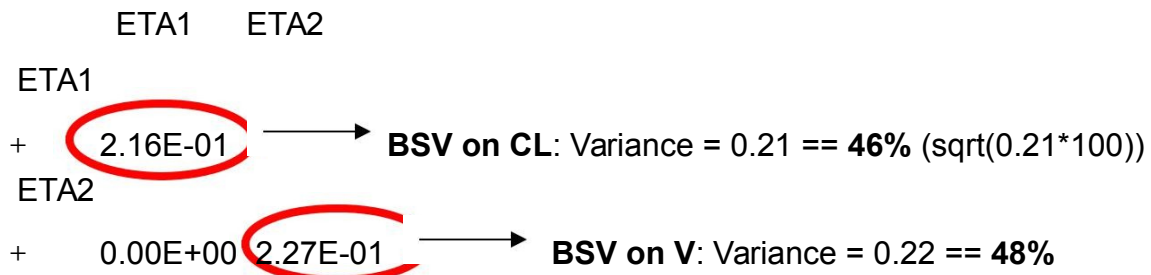 ETA1 ETA2
ETA1
+ 2.16E-01 BSV on CL: Variance = 0.21 == 46% (sqrt(0.21*100))
ETA2
+ 0.00E+00 2.27E-01 BSV on V: Variance = 0.22 == 48%